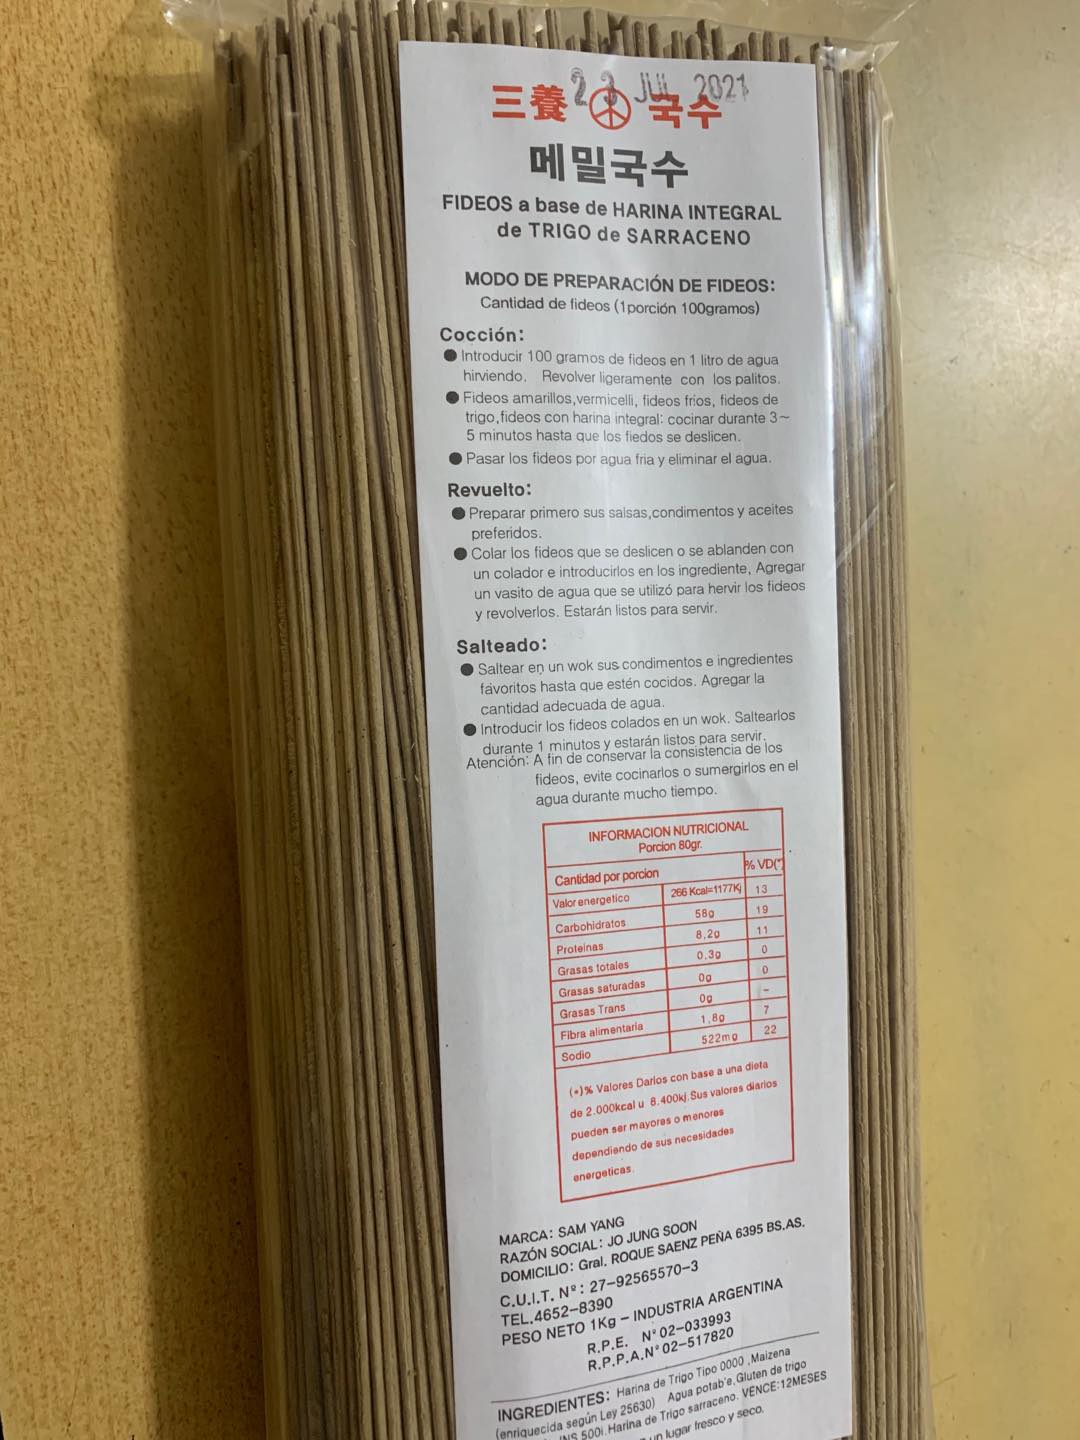 23 JUL 2021
三養 국수
메밀국수
FIDEOS a base de HARINA INTEGRAL
de TRIGO de SARRACENO
MODO DE PREPARACIÓN DE FIDEOS:
Cantidad de fideos (1porción 100gramos)
Cocción:
● Introducir 100 gramos de fideos en 1 litro de agua
hirviendo. Revolver ligeramente con los palitos.
● Fideos amarillos,vermicelli, fideos frios, fideos de
trigo,fideos con harina integral: cocinar durante 3~
5 minutos hasta que los fiedos se deslicen.
● Pasar los fideos por agua fria y eliminar el agua.
Revuelto:
● Preparar primero sus salsas,condimentos y aceites
preferidos.
● Colar los fideos que se deslicen o se ablanden con
un colador e introducirlos en los ingrediente, Agregar
un vasito de agua que se utilizó para hervir los fideos
y revolverlos. Estarán listos para servir.
Salteado:
● Saltear en un wok sus condimentos e ingredientes
favoritos hasta que estén cocidos. Agregar la
cantidad adecuada de agua.
● Introducir los fideos colados en un wok. Saltearlos
durante 1 minutos y estarán listos para servir.
Atención: A fin de conservar la consistencia de los
fideos, evite cocinarlos o sumergirlos en el
agua durante mucho tiempo.
INFORMACION NUTRICIONAL
Porcion 80gr.
Cantidad por porcion % VD(*)
Valor energetico 266 Kcal=1177Kj 13
Carbohidratos 58g 19
Proteinas 8,2g 11
Grasas totales 0,3g 0
Grasas saturadas 0g 0
Grasas Trans 0g -
Fibra alimentaria 1,8g 7
Sodio 522mg 22
(*)% Valores Darios con base a una dieta
de 2.000kcal u 8.400kj.Sus valores diarios
pueden ser mayores o menores
dependiendo de sus necesidades
energeticas.
MARCA: SAM YANG
RAZÓN SOCIAL: JO JUNG SOON
DOMICILIO: Gral. ROQUE SAENZ PEÑA 6395 BS.AS.
C.U.I.T. Nº: 27-92565570-3
TEL.4652-8390
PESO NETO 1Kg - INDUSTRIA ARGENTINA
R.P.E. N° 02-033993
R.P.P.A.N° 02-517820
INGREDIENTES: Harina de Trigo Tipo 0000 ,Maizena
(enriquecida según Ley 25630) Agua potab'e,Gluten de trigo
INS 500i. Harina de Trigo sarraceno. VENCE:12MESES
un lugar fresco y seco.